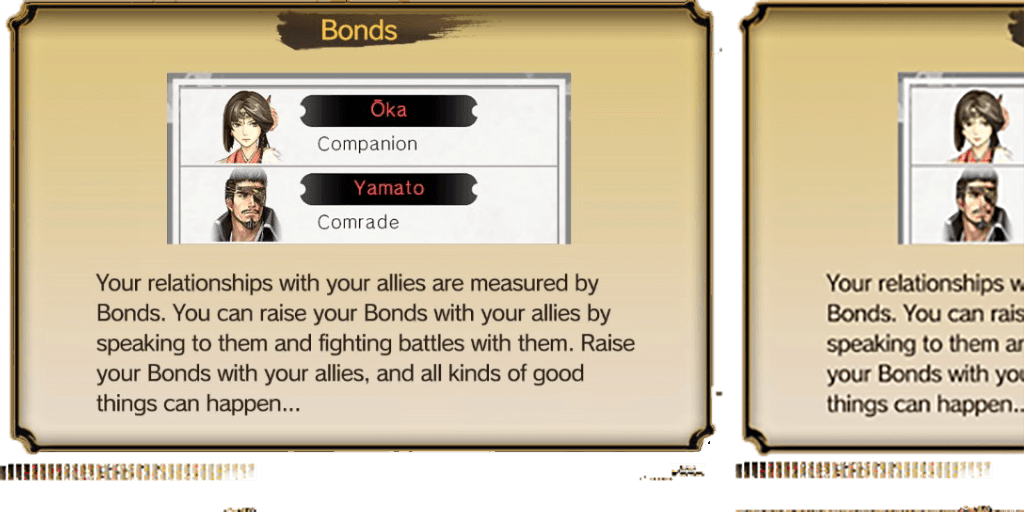 Bonds
Ōka
Companion
Yamato
Comrade
Your relationships with your allies are measured by
Bonds. You can raise your Bonds with your allies by
speaking to them and fighting battles with them. Raise
your Bonds with your allies, and all kinds of good
things can happen...
Your relationships
Bonds. You can
speaking to them
your Bonds with
things can happen..